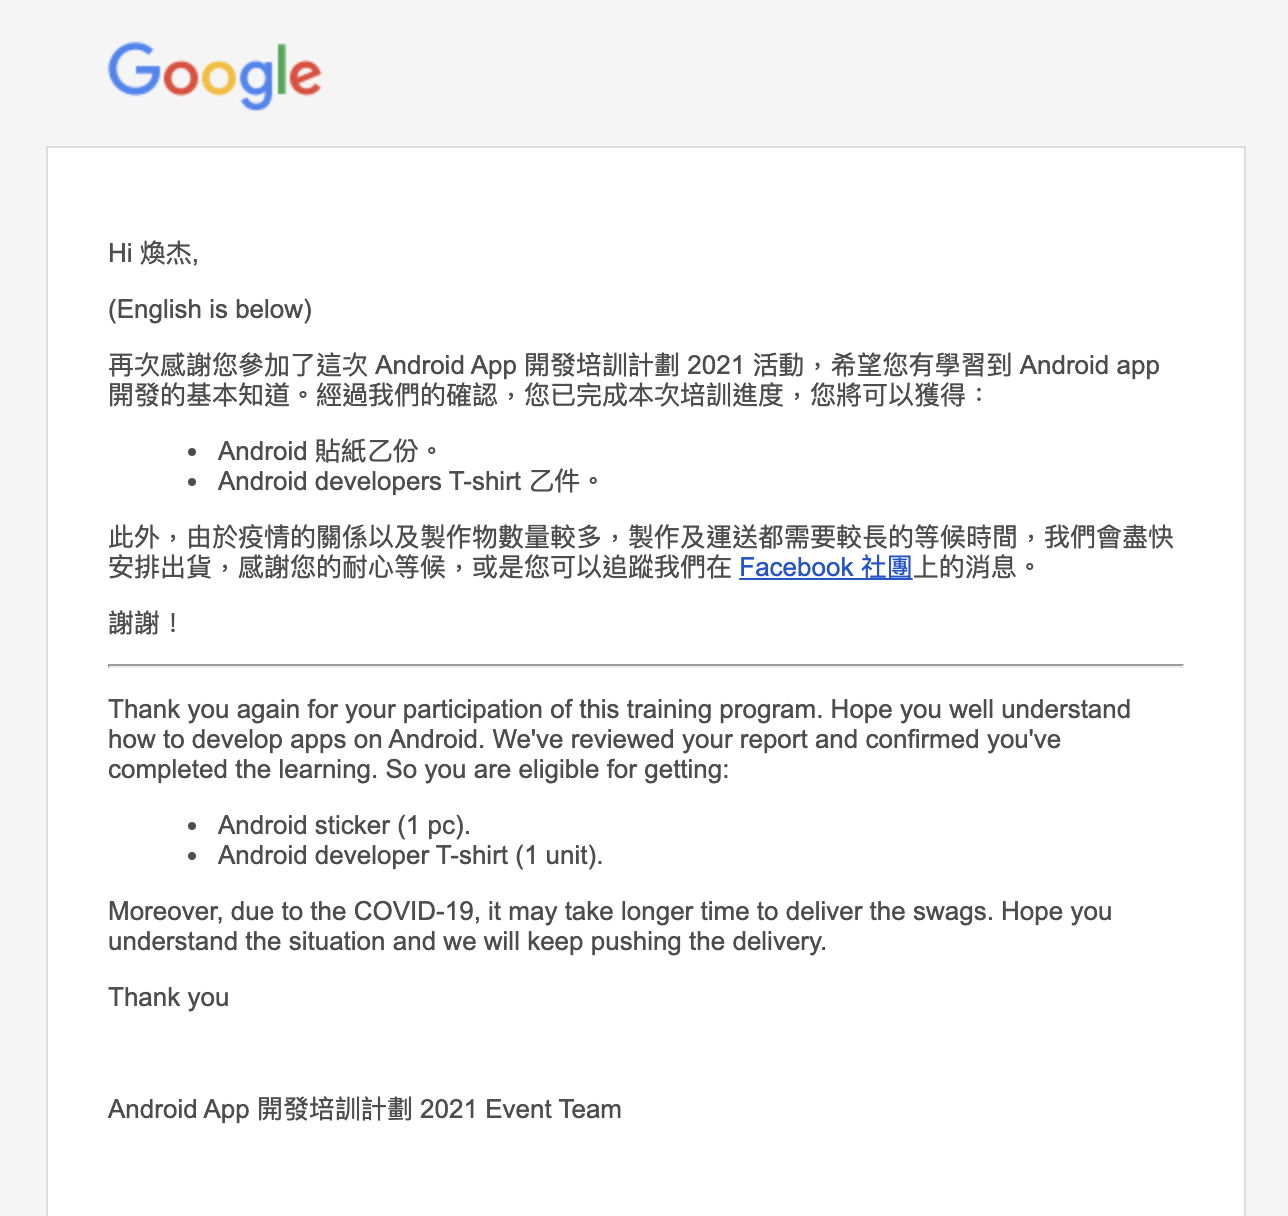 Google
Hi 煥杰,
(English is below)
再次感謝您參加了這次 Android App 開發培訓計劃 2021 活動，希望您有學習到 Android app
開發的基本知道。經過我們的確認，您已完成本次培訓進度，您將可以獲得：
• Android 貼紙乙份。
• Android developers T-shirt 乙件。
此外，由於疫情的關係以及製作物數量較多，製作及運送都需要較長的等候時間，我們會盡快
安排出貨，感謝您的耐心等候，或是您可以追蹤我們在 Facebook 社團上的消息。
謝謝！
Thank you again for your participation of this training program. Hope you well understand
how to develop apps on Android. We've reviewed your report and confirmed you've
completed the learning. So you are eligible for getting:
• Android sticker (1 pc).
• Android developer T-shirt (1 unit).
Moreover, due to the COVID-19, it may take longer time to deliver the swags. Hope you
understand the situation and we will keep pushing the delivery.
Thank you
Android App 開發培訓計劃 2021 Event Team